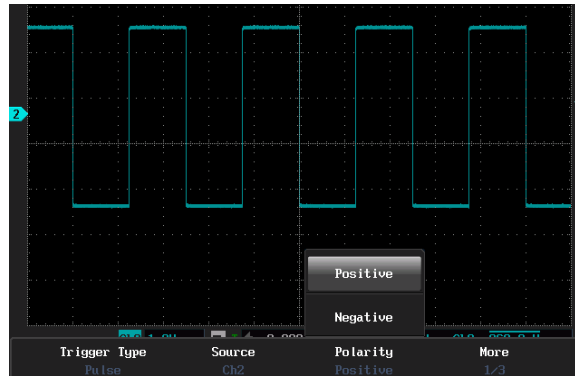 2
Positive
Negative
Trigger Type
Source
Polarity
More
Pulse
Ch2
Positive
1/3